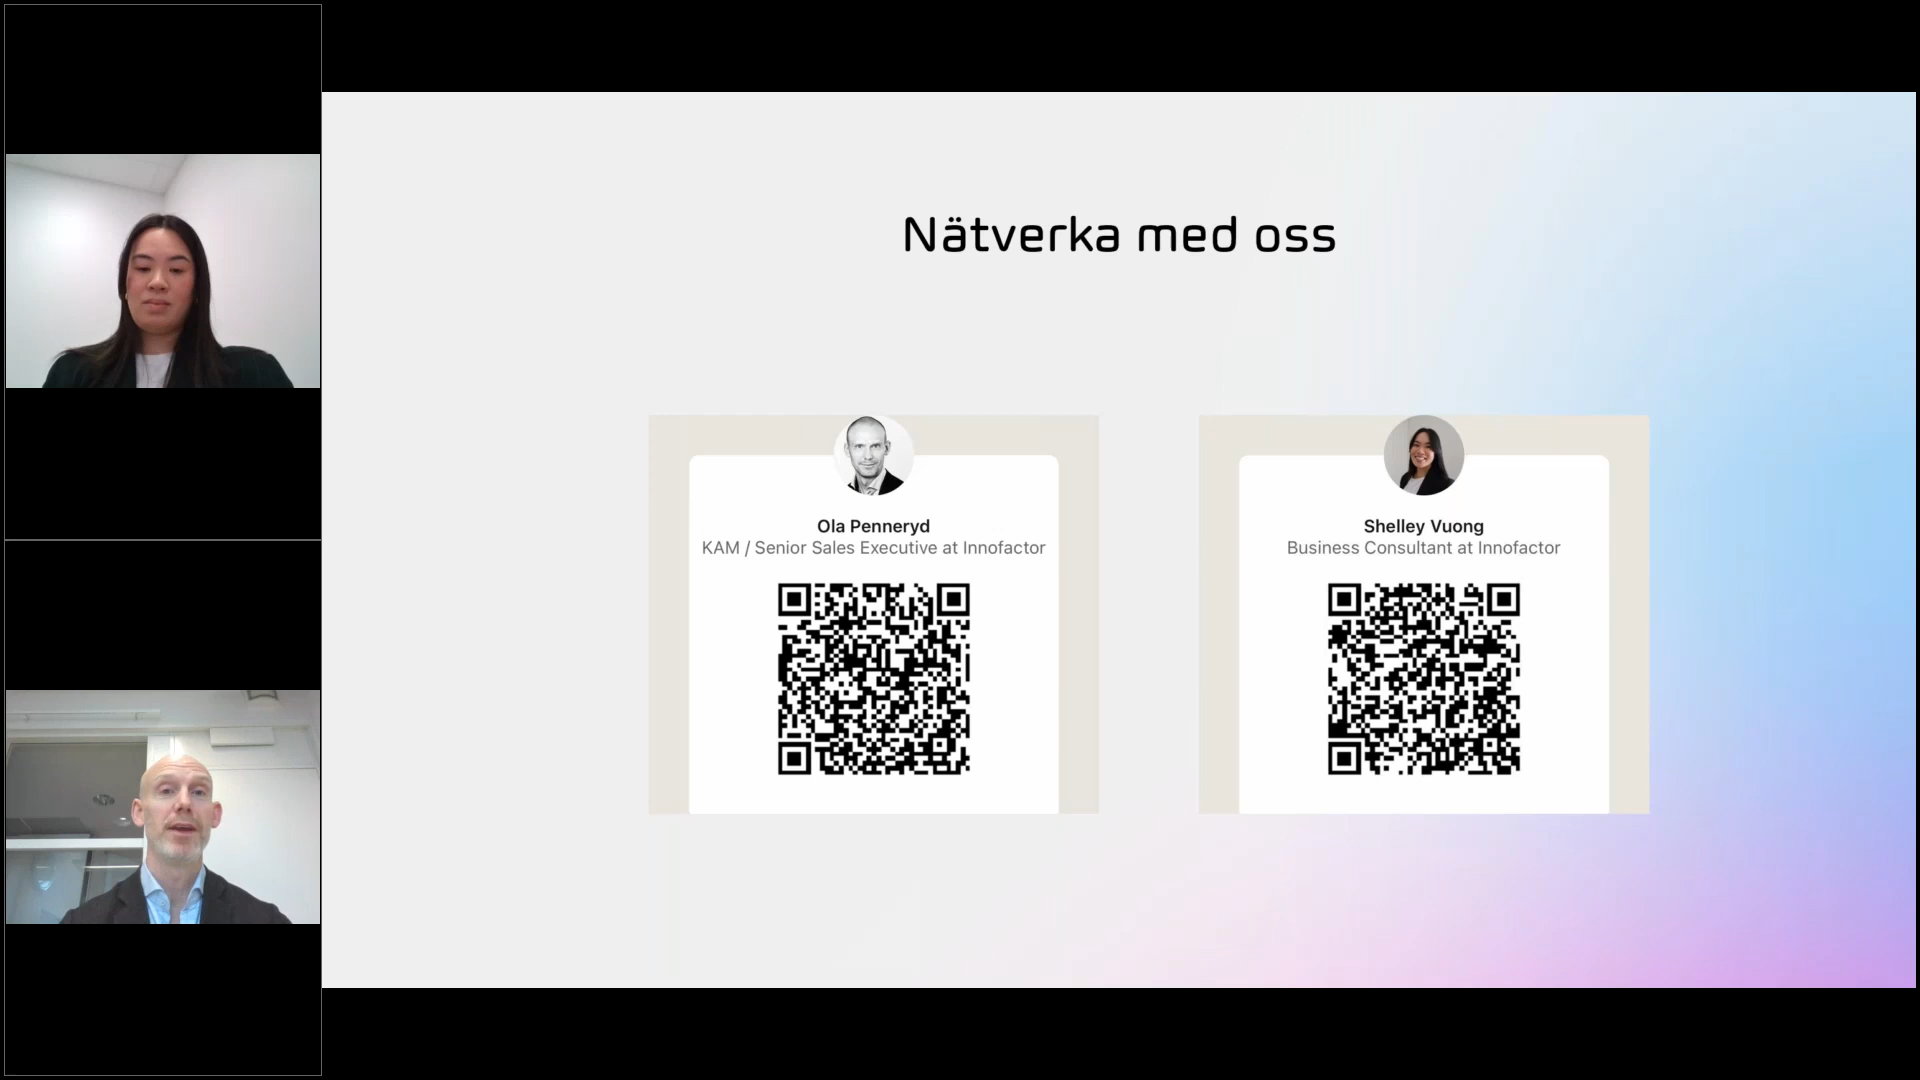 Nätverka med oss
Ola Penneryd
KAM / Senior Sales Executive at Innofactor
Shelley Vuong
Business Consultant at Innofactor